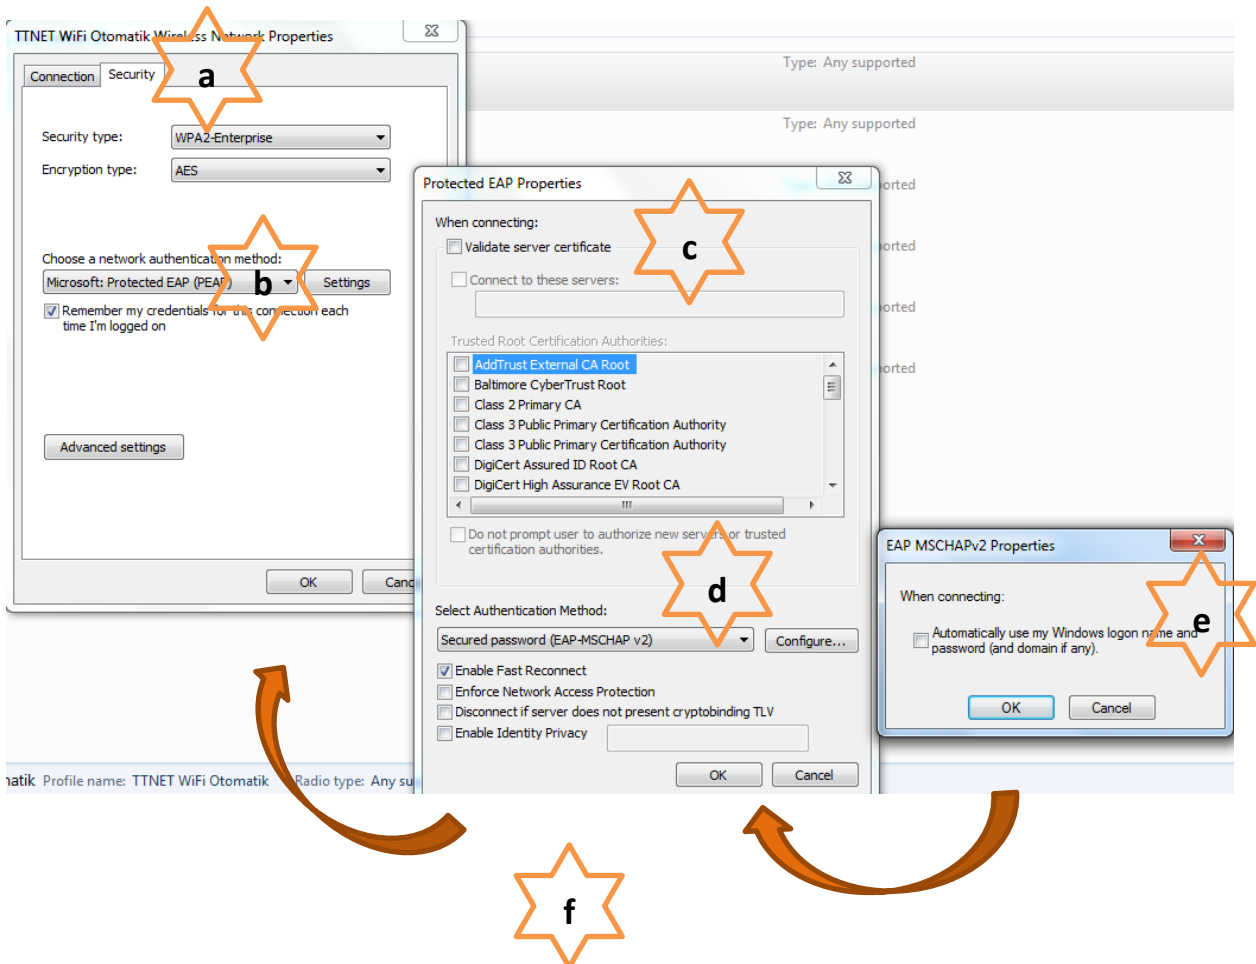 TTNET WiFi Otomatik Wireless Network Properties
Connection Security
a
Security type: WPA2-Enterprise
Encryption type: AES
Choose a network authentication method:
Microsoft: Protected EAP (PEAP) Settings
b
Remember my credentials for this connection each
time I'm logged on
Advanced settings
OK Canc
Type: Any supported
Type: Any supported
orted
orted
orted
orted
Protected EAP Properties
When connecting:
Validate server certificate
c
Connect to these servers:
Trusted Root Certification Authorities:
AddTrust External CA Root
Baltimore CyberTrust Root
Class 2 Primary CA
Class 3 Public Primary Certification Authority
Class 3 Public Primary Certification Authority
DigiCert Assured ID Root CA
DigiCert High Assurance EV Root CA
Do not prompt user to authorize new servers or trusted
certification authorities.
d
Select Authentication Method:
Secured password (EAP-MSCHAP v2) Configure...
Enable Fast Reconnect
Enforce Network Access Protection
Disconnect if server does not present cryptobinding TLV
Enable Identity Privacy
OK Cancel
EAP MSCHAPv2 Properties
When connecting:
e
Automatically use my Windows logon name and
password (and domain if any).
OK Cancel
natik Profile name: TTNET WiFi Otomatik Radio type: Any su
f